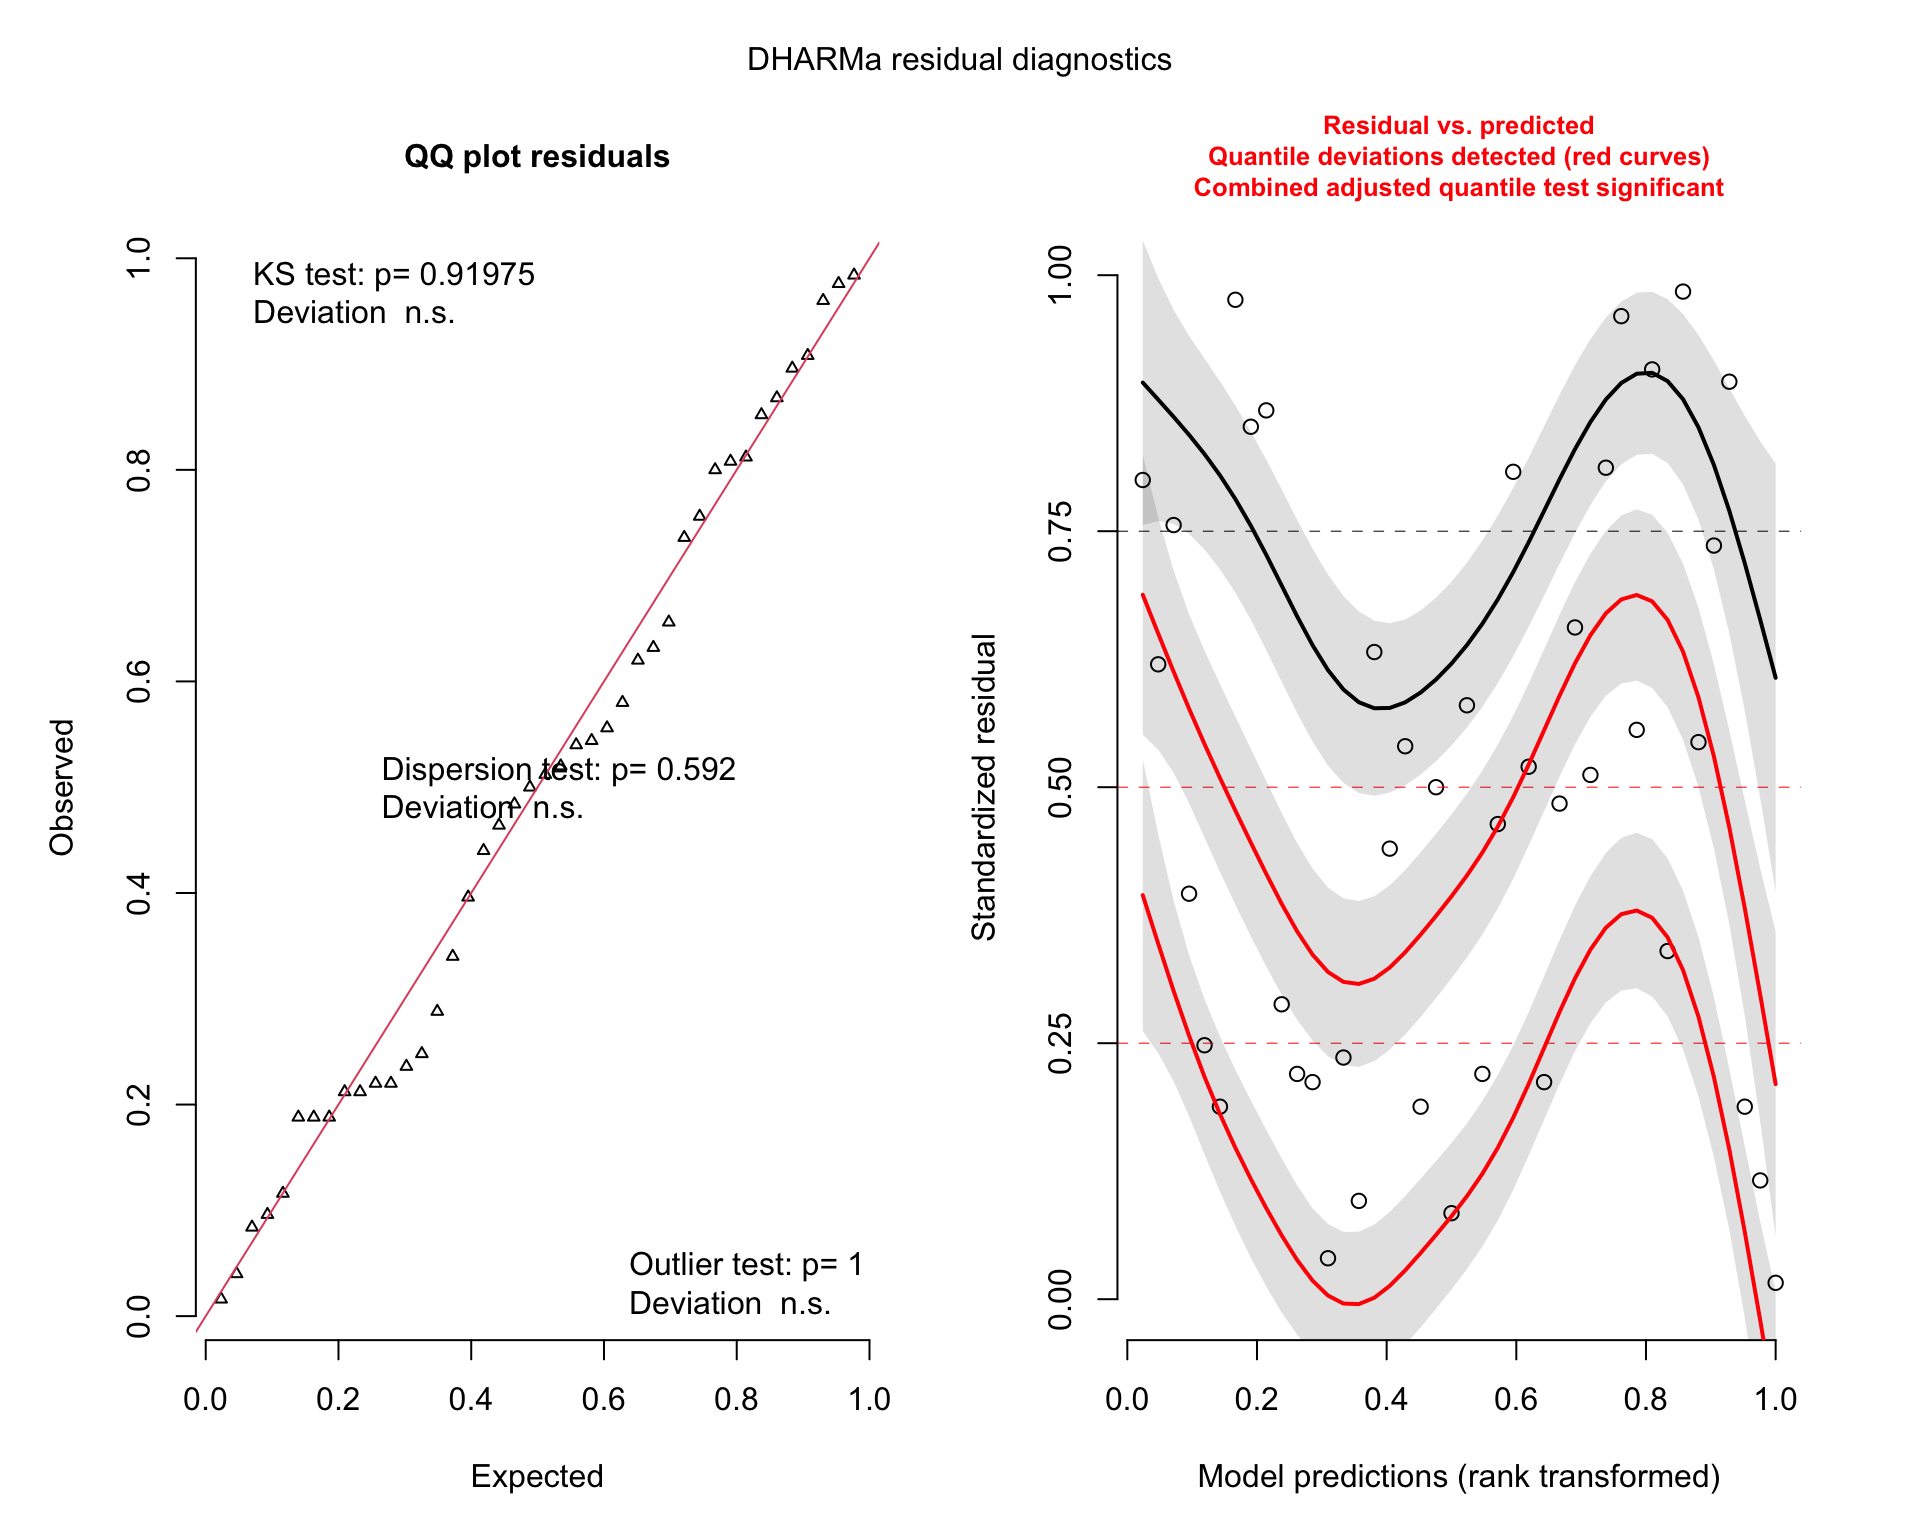 DHARMa residual diagnostics
QQ plot residuals
KS test: p= 0.91975
Deviation  n.s.
Dispersion test: p= 0.592
Deviation  n.s.
Outlier test: p= 1
Deviation  n.s.
Observed
1.0
0.8
0.6
0.4
0.2
0.0
0.0 0.2 0.4 0.6 0.8 1.0
Expected
Residual vs. predicted
Quantile deviations detected (red curves)
Combined adjusted quantile test significant
Standardized residual
1.00
0.75
0.50
0.25
0.00
0.0 0.2 0.4 0.6 0.8 1.0
Model predictions (rank transformed)